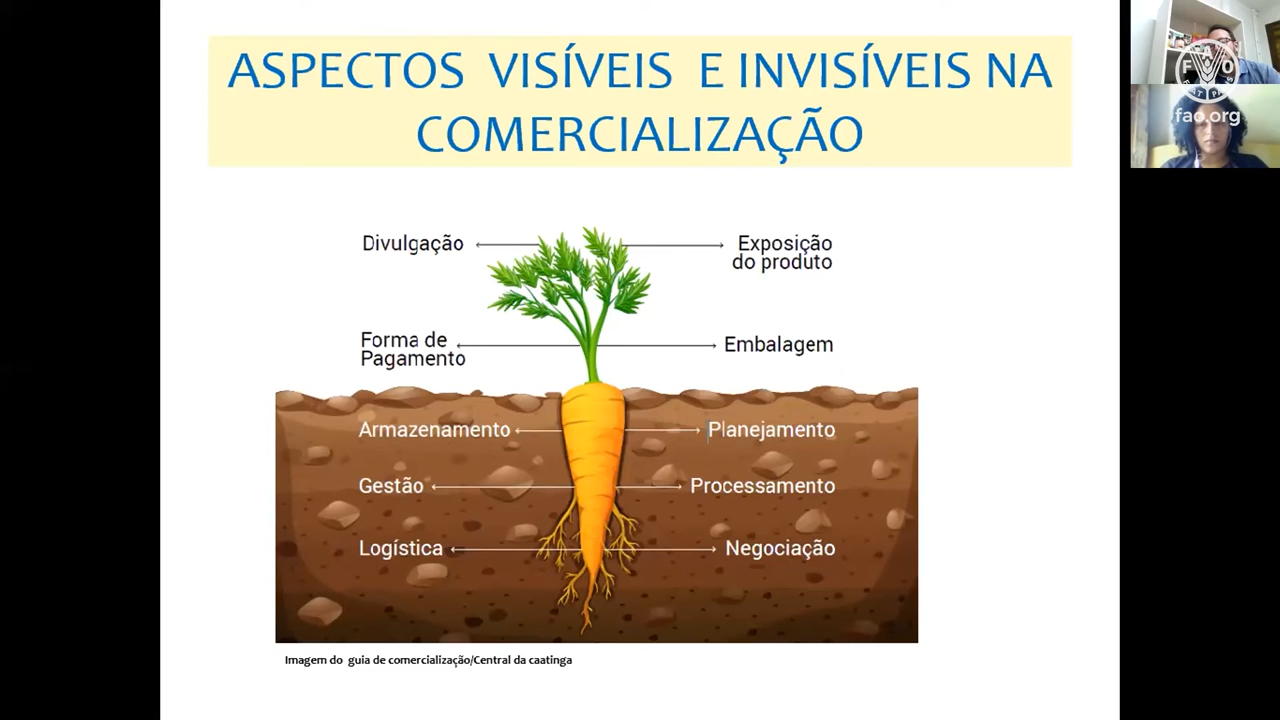 ASPECTOS VISÍVEIS E INVISÍVEIS NA
COMERCIALIZAÇÃO
Divulgação
Exposição
do produto
Forma de
Pagamento
Embalagem
Armazenamento
Planejamento
Gestão
Processamento
Logística
Negociação
Imagem do guia de comercialização/Central da caatinga
FAO
fao.org